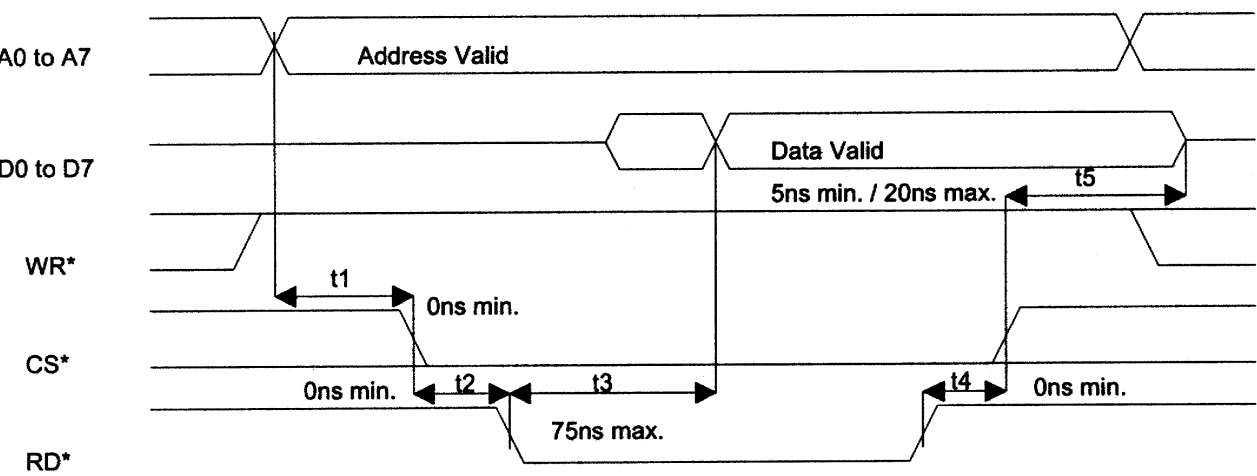 A0 to A7
Address Valid
D0 to D7
Data Valid
5ns min. / 20ns max.
t5
WR*
t1
0ns min.
CS*
0ns min.
t2
t3
t4
0ns min.
75ns max.
RD*